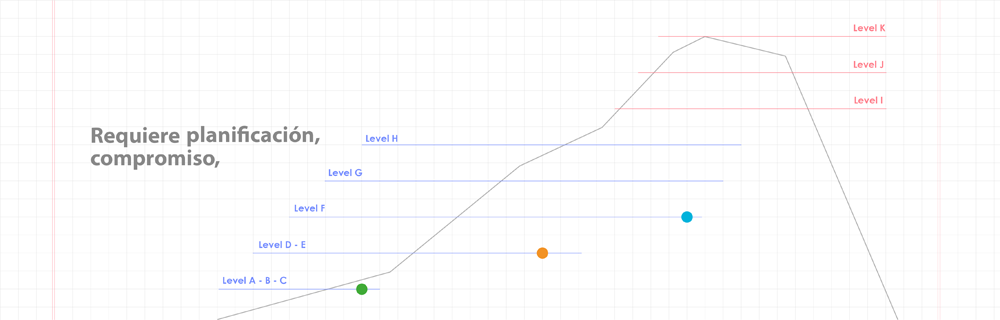 Level K
Level J
Level I
Requiere planificación,
compromiso,
Level H
Level G
Level F
Level D - E
Level A - B - C